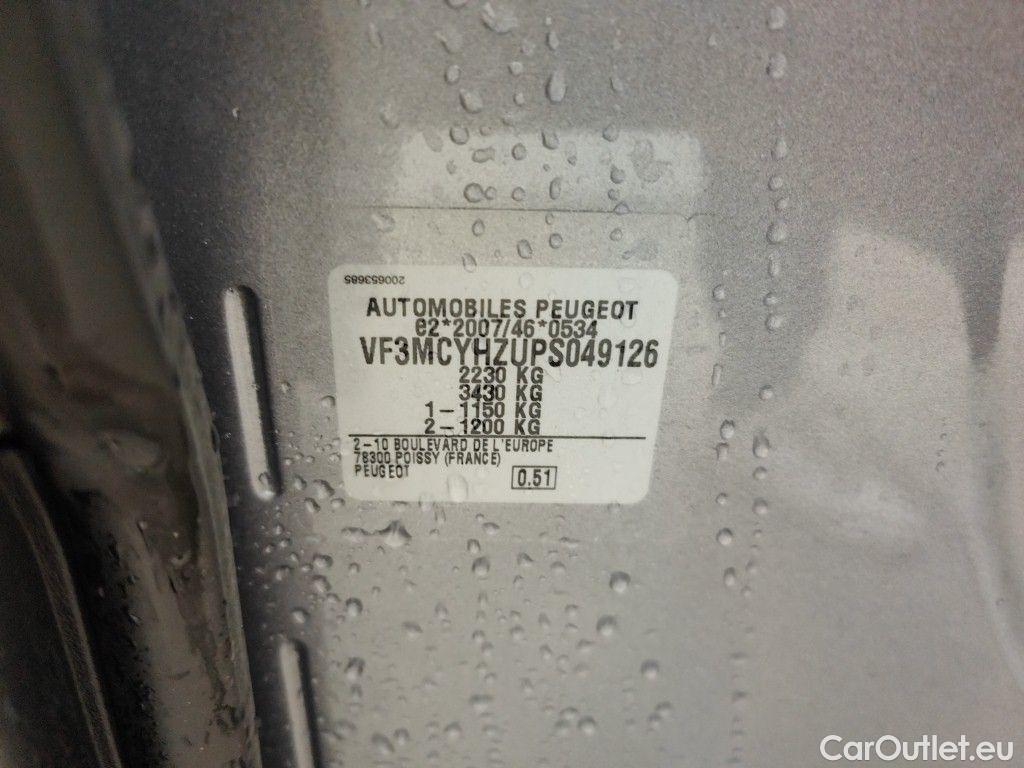 200653685
AUTOMOBILES PEUGEOT
e2*2007/46*0534
VF3MCYHZUPS049126
2230 KG
3430 KG
1 - 1150 KG
2 - 1200 KG
2-10 BOULEVARD DE L'EUROPE
78300 POISSY (FRANCE)
PEUGEOT
0.51
CarOutlet.eu